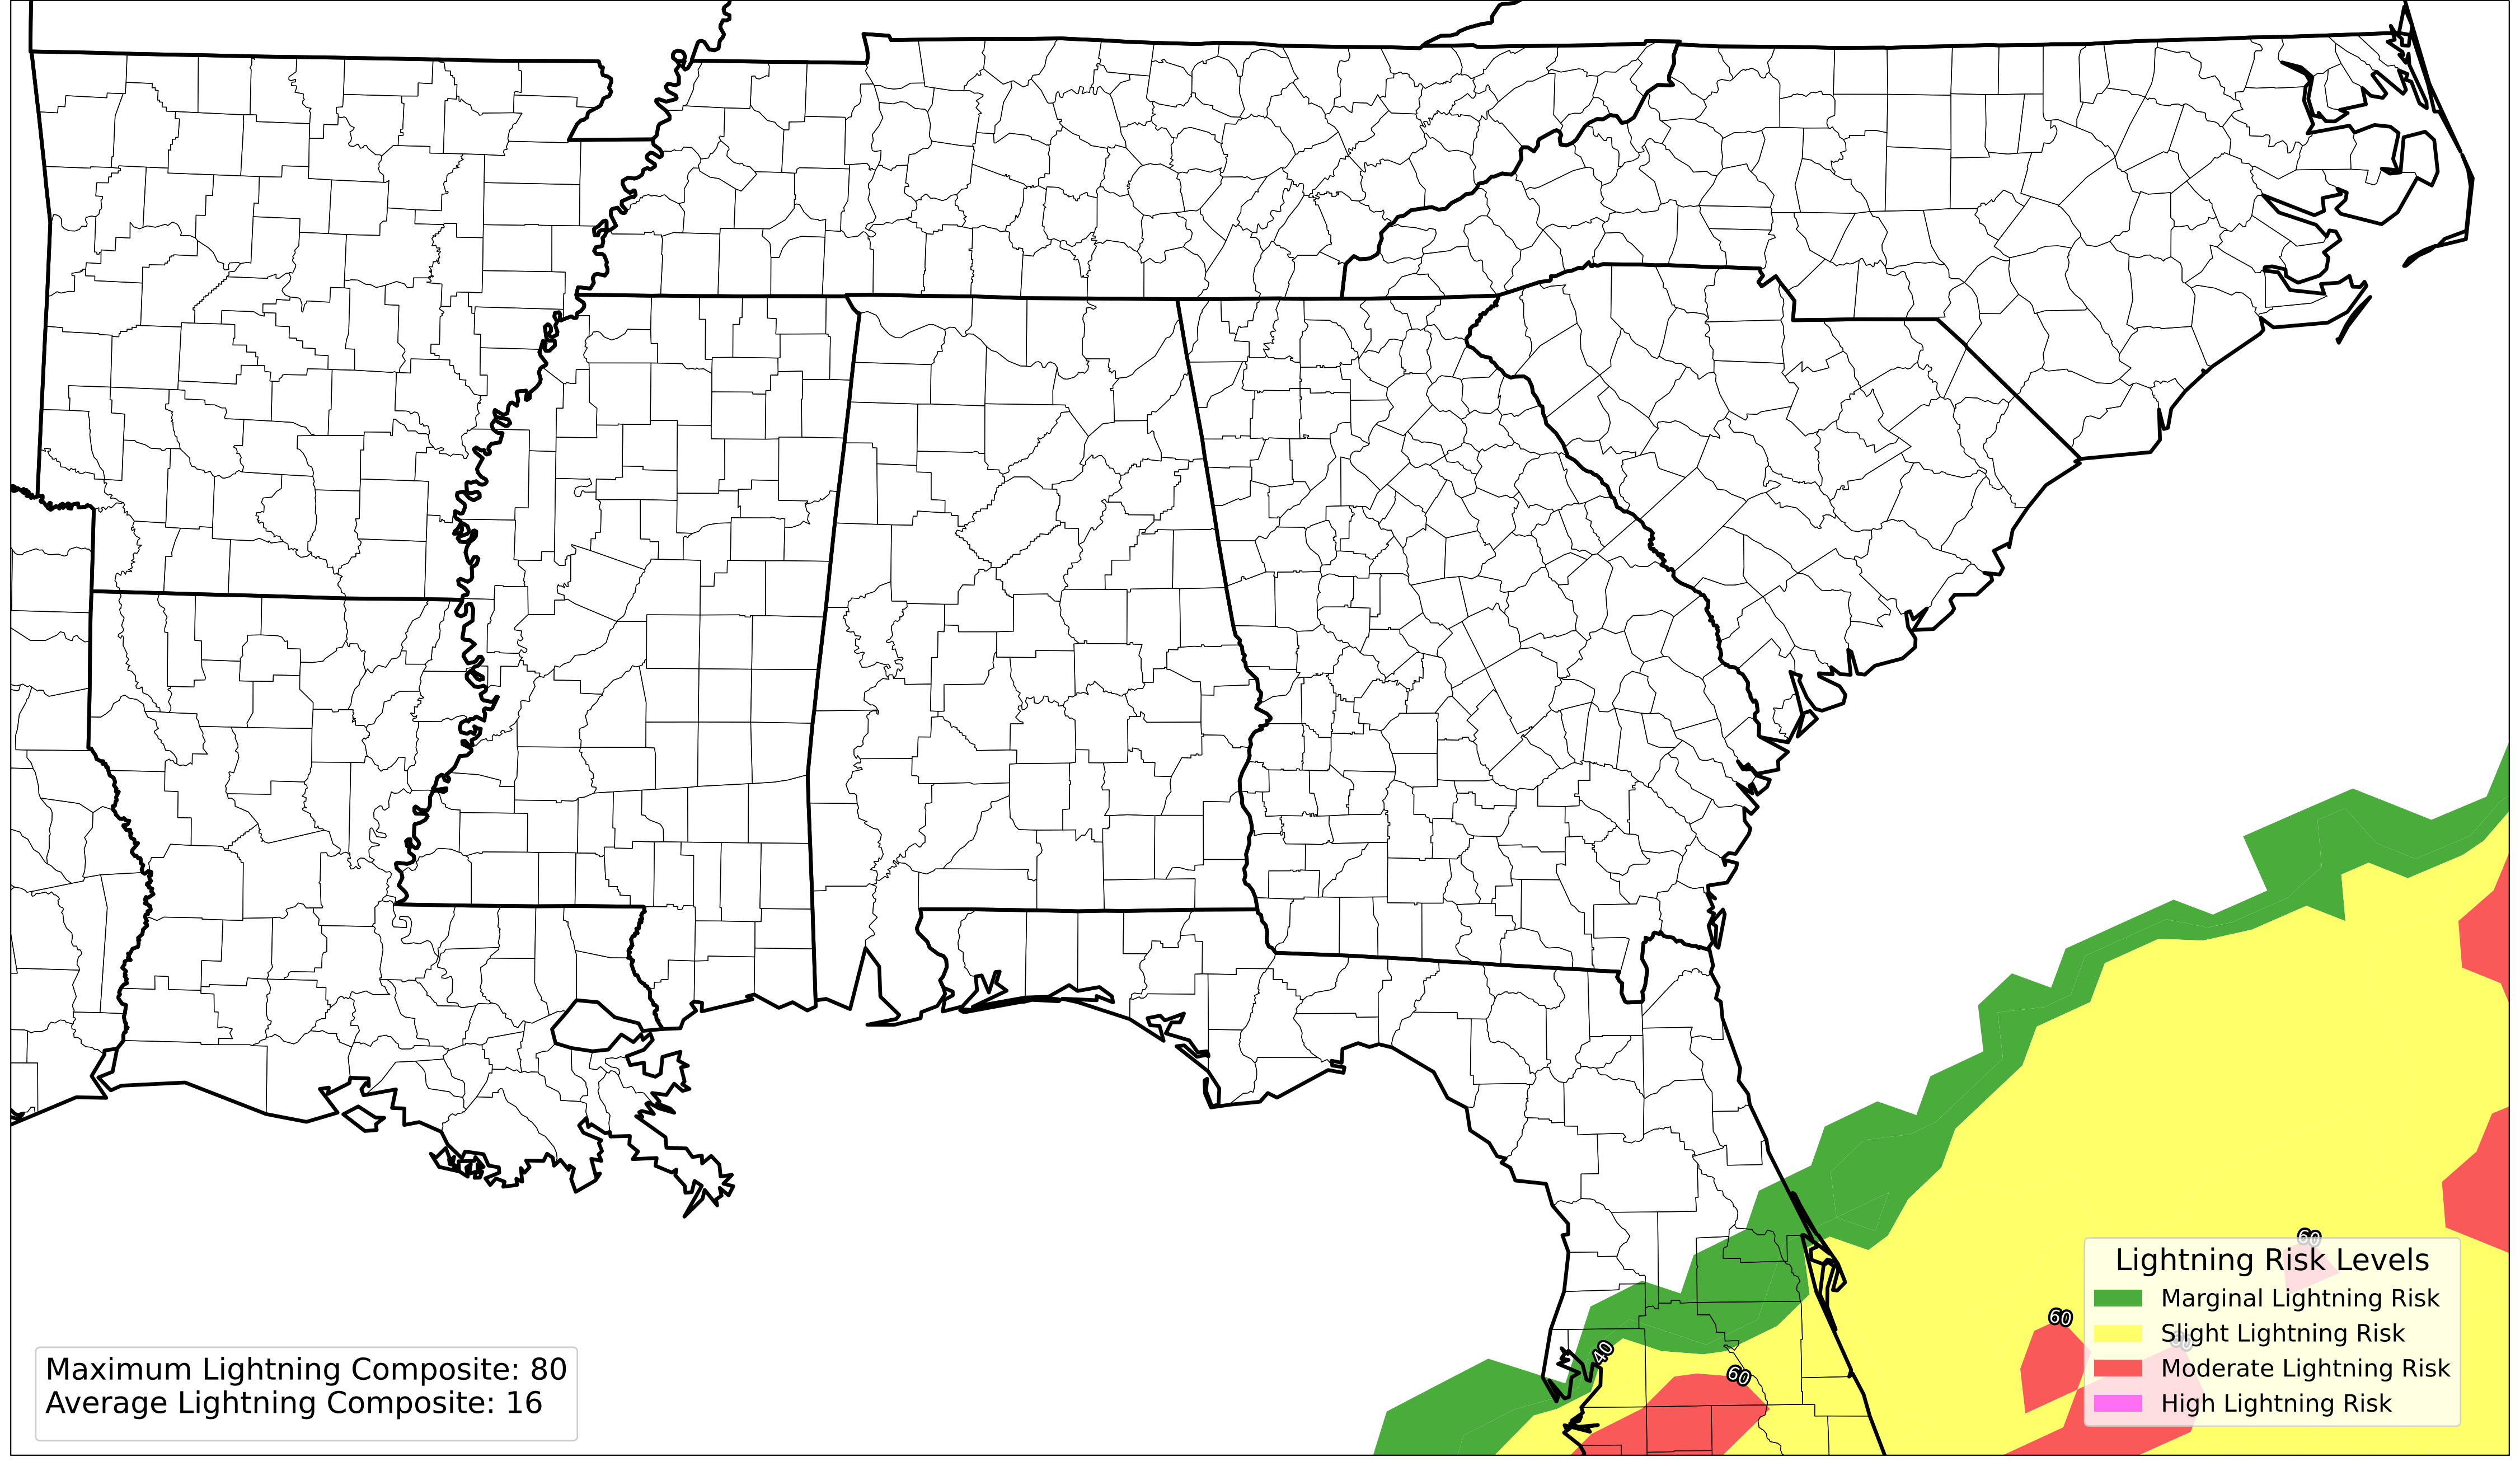 60
Lightning Risk Levels
Marginal Lightning Risk
60
40
Slight Lightning Risk
60
Maximum Lightning Composite: 80
Moderate Lightning Risk
60
Average Lightning Composite: 16
High Lightning Risk